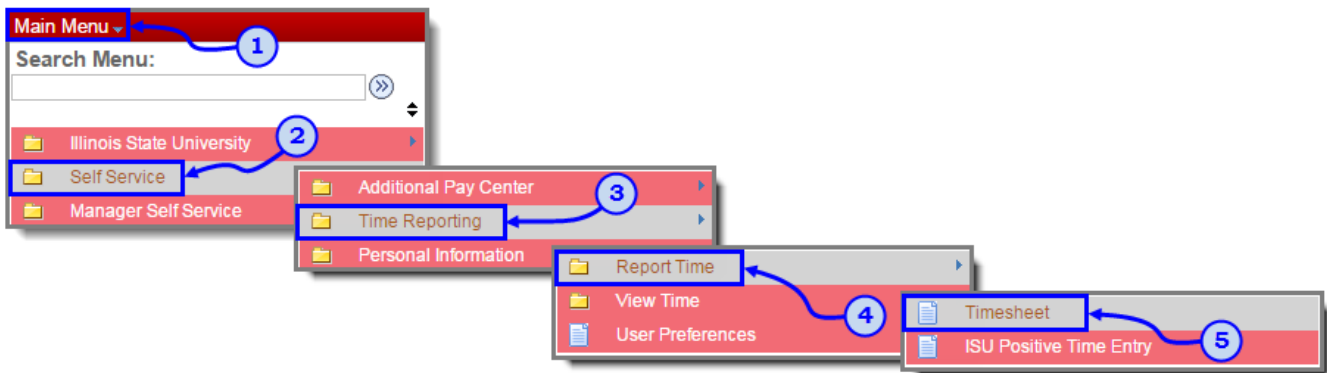 Main Menu
1
Search Menu:
Illinois State University
2
Self Service
Manager Self Service
Additional Pay Center
3
Time Reporting
Personal Information
Report Time
View Time
4
User Preferences
Timesheet
ISU Positive Time Entry
5